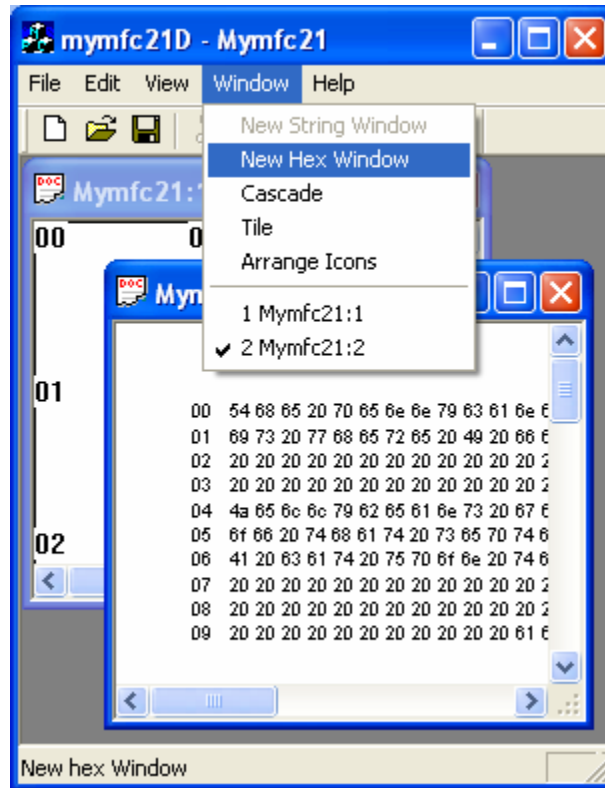 mymfc21D - Mymfc21
File Edit View Window Help
New String Window
New Hex Window
Cascade
Tile
Arrange Icons
1 Mymfc21:1
2 Mymfc21:2
Mymfc21:
00
01
02
00 54 68 65 20 70 65 6e 6e 79 63 61 6e
01 69 73 20 77 68 65 72 65 20 49 20 66
02 20 20 20 20 20 20 20 20 20 20 20 20
03 20 20 20 20 20 20 20 20 20 20 20 20
04 4a 65 6c 6c 79 62 65 61 6e 73 20 67
05 6f 66 20 74 68 61 74 20 73 65 70 74
06 41 20 63 61 74 20 75 70 6f 6e 20 74
07 20 20 20 20 20 20 20 20 20 20 20 20
08 20 20 20 20 20 20 20 20 20 20 20 20
09 20 20 20 20 20 20 20 20 20 20 20 61
New hex Window